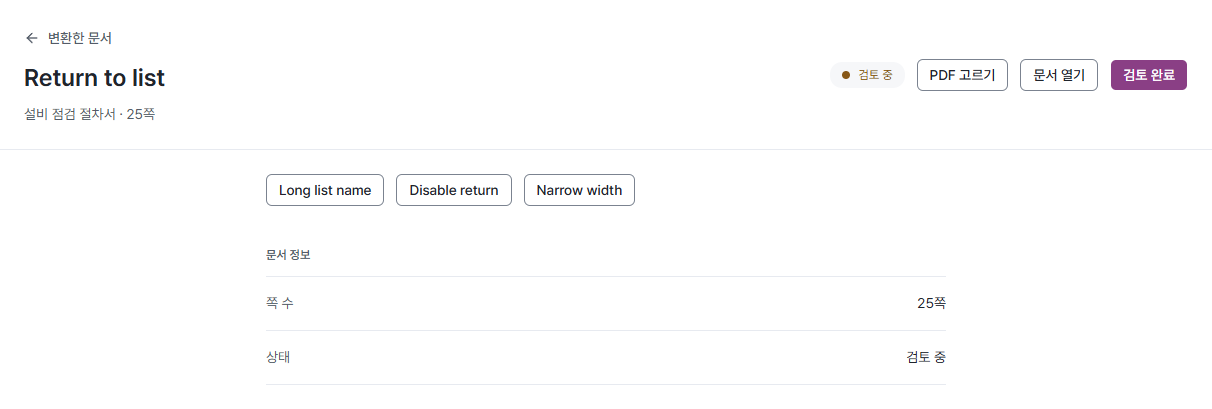 변환한 문서
Return to list
검토 중
PDF 고르기
문서 열기
검토 완료
설비 점검 절차서 · 25쪽
Long list name
Disable return
Narrow width
문서 정보
쪽 수
25쪽
상태
검토 중